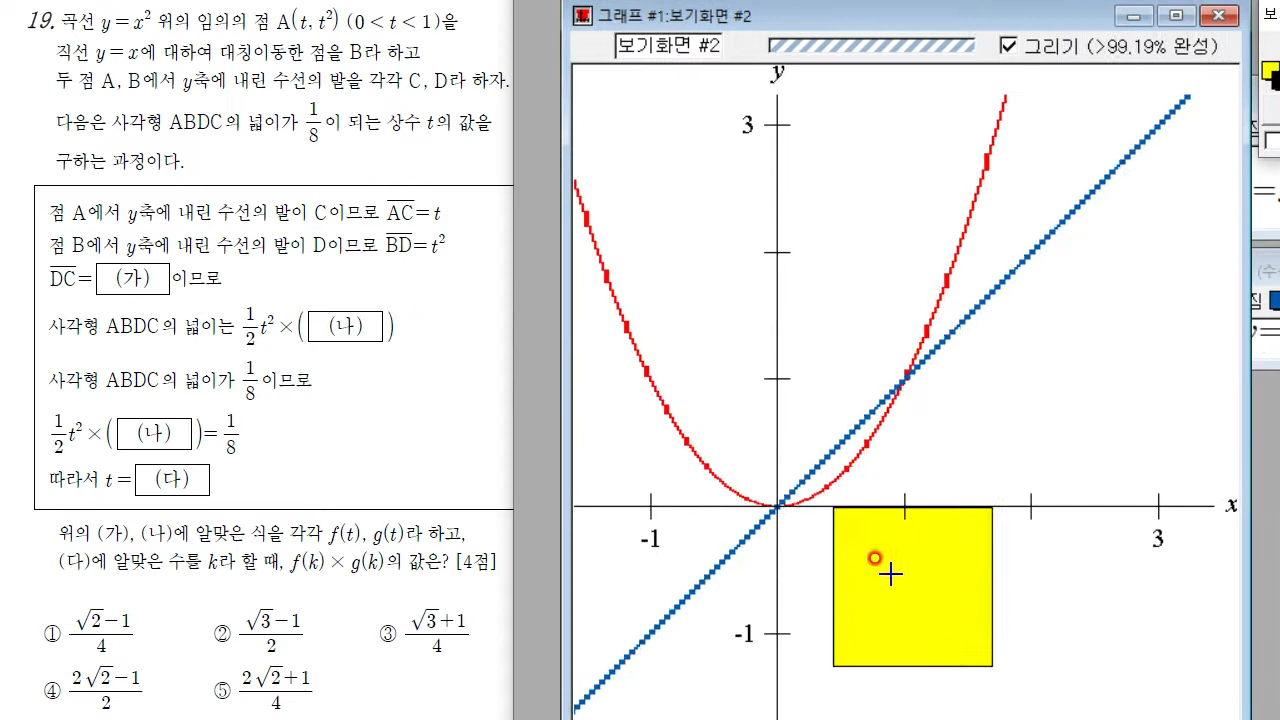 19. 곡선 y=x² 위의 임의의 점 A(t, t²) (0<t<1)을
직선 y=x에 대하여 대칭이동한 점을 B라 하고
두 점 A, B에서 y축에 내린 수선의 발을 각각 C, D라 하자.
다음은 사각형 ABDC의 넓이가 1/8이 되는 상수 t의 값을
구하는 과정이다.
점 A에서 y축에 내린 수선의 발이 C이므로 A̅C̅=t
점 B에서 y축에 내린 수선의 발이 D이므로 B̅D̅=t²
D̅C̅= (가) 이므로
사각형 ABDC의 넓이는 1/2 t²×( (나) )
사각형 ABDC의 넓이가 1/8이므로
1/2 t²×( (나) )=1/8
따라서 t= (다)
위의 (가), (나)에 알맞은 식을 각각 f(t), g(t)라 하고,
(다)에 알맞은 수를 k라 할 때, f(k)×g(k)의 값은? [4점]
① (√2−1)/4 ② (√3−1)/2 ③ (√3+1)/4
④ (2√2−1)/2 ⑤ (2√2+1)/4
그래프 #1:보기화면 #2
보기화면 #2 그리기 (>99.19% 완성)
y
3
x
-1 3
-1